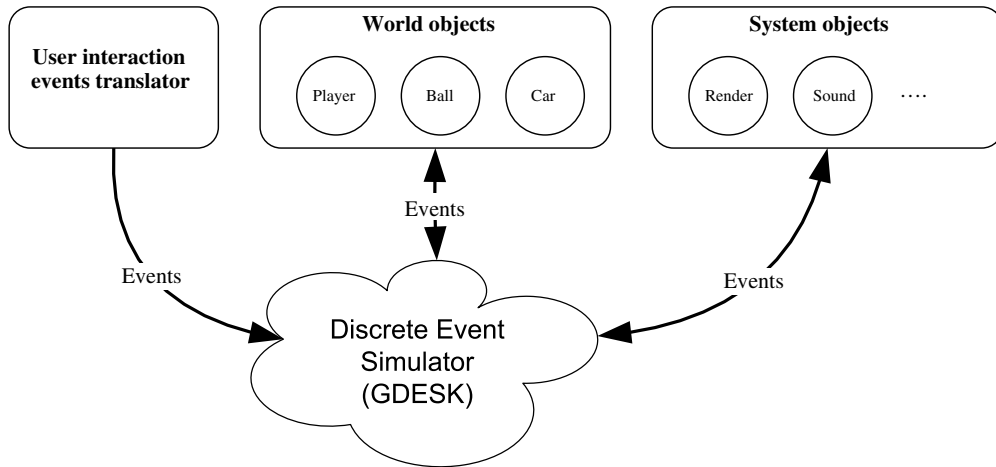 User interaction
events translator
World objects
Player
Ball
Car
System objects
Render
Sound
....
Events
Events
Events
Discrete Event
Simulator
(GDESK)